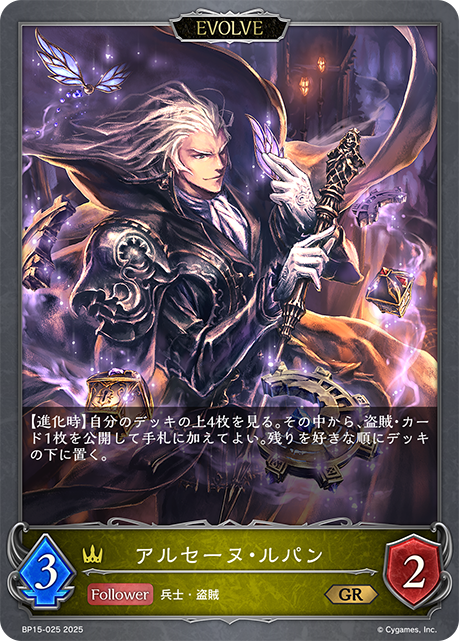 EVOLVE
【進化時】自分のデッキの上4枚を見る。その中から、盗賊・カー
ド1枚を公開して手札に加えてよい。残りを好きな順にデッキ
の下に置く。
アルセーヌ・ルパン
3
Follower 兵士・盗賊
GR
2
BP15-025 2025
© Cygames, Inc.